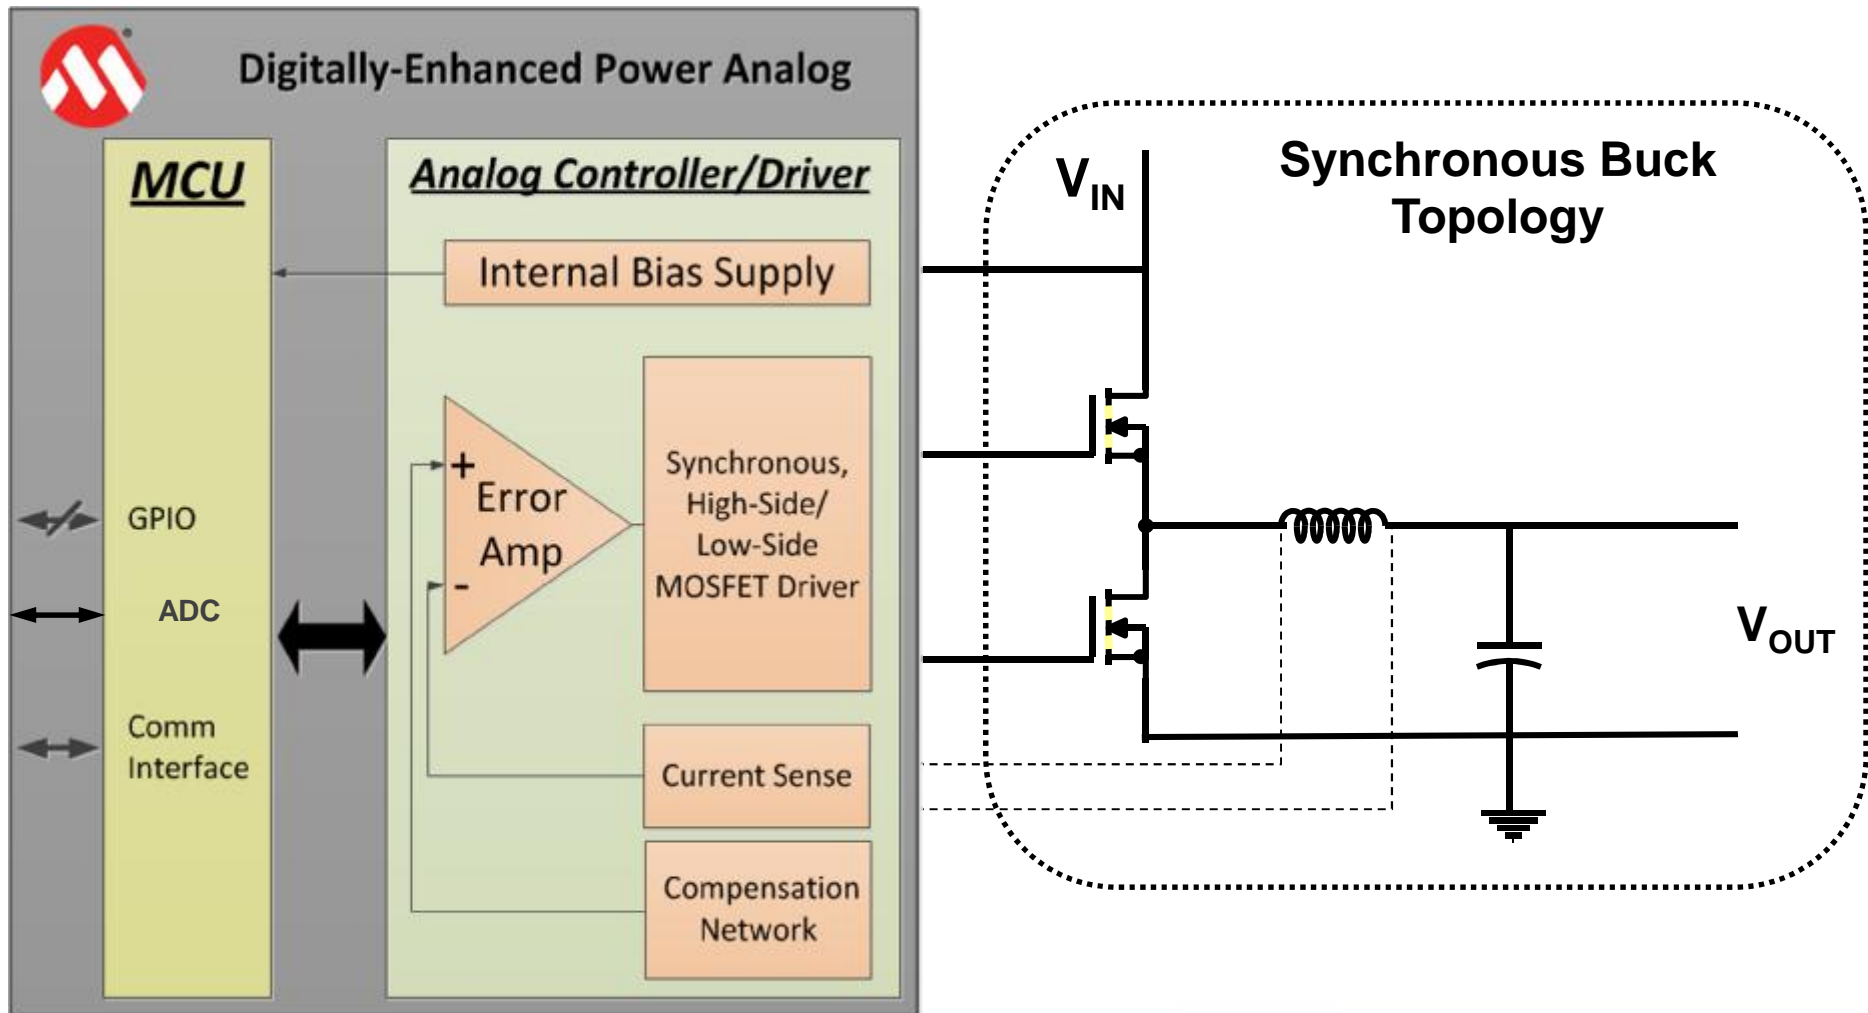 Digitally-Enhanced Power Analog
MCU
GPIO
ADC
Comm
Interface
Analog Controller/Driver
Internal Bias Supply
+
Error
Amp
-
Synchronous,
High-Side/
Low-Side
MOSFET Driver
Current Sense
Compensation
Network
Synchronous Buck
Topology
VIN
VOUT